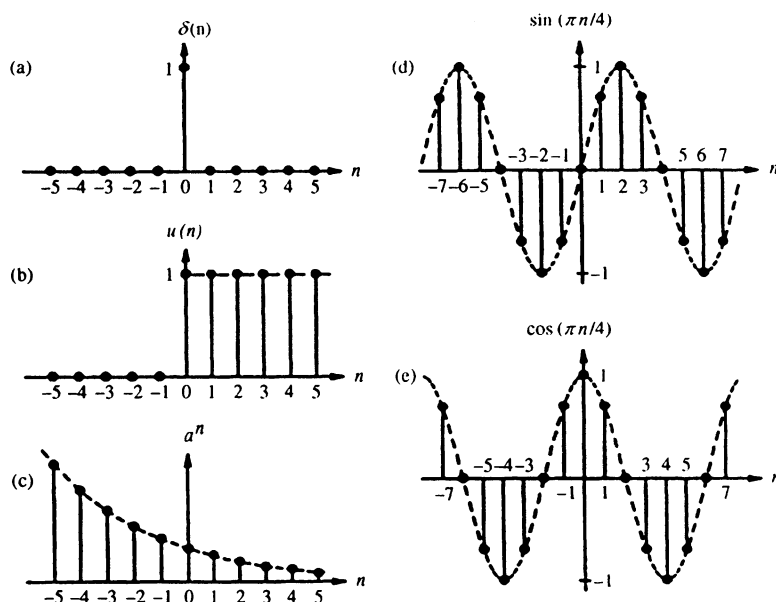 (a)
δ(n)
1
n
-5 -4 -3 -2 -1 0 1 2 3 4 5
(b)
u(n)
1
n
-5 -4 -3 -2 -1 0 1 2 3 4 5
(c)
aⁿ
n
-5 -4 -3 -2 -1 0 1 2 3 4 5
(d)
sin (πn/4)
1
-3 -2 -1 5 6 7
n
-7 -6 -5 1 2 3
-1
(e)
cos (πn/4)
1
-5 -4 -3 3 4 5
n
-7 -1 1 7
-1